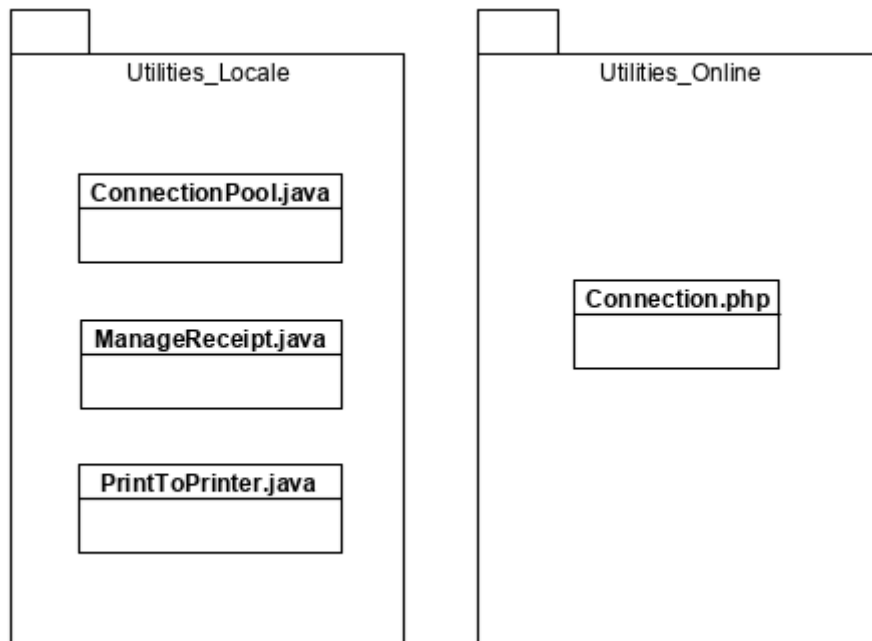 Utilities_Locale
ConnectionPool.java
ManageReceipt.java
PrintToPrinter.java
Utilities_Online
Connection.php